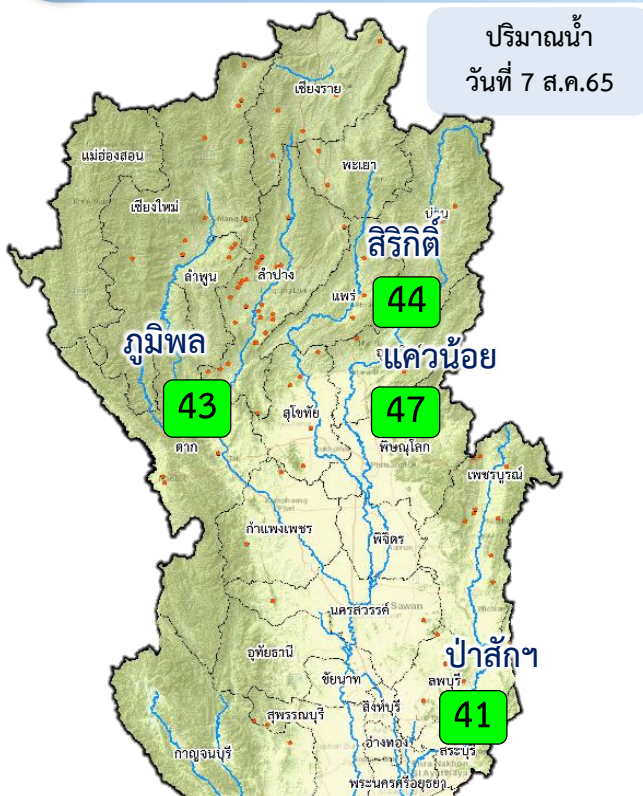 ปริมาณน้ำ
วันที่ 7 ส.ค.65
เชียงราย
แม่ฮ่องสอน
พะเยา
เชียงใหม่
น่าน
สิริกิติ์
44
ลำพูน
ลำปาง
แพร่
ภูมิพล
43
แควน้อย
47
สุโขทัย
ตาก
พิษณุโลก
เพชรบูรณ์
กำแพงเพชร
พิจิตร
นครสวรรค์
Sawan
อุทัยธานี
ป่าสักฯ
41
ชัยนาท
ลพบุรี
สิงห์บุรี
สุพรรณบุรี
อ่างทอง
สระบุรี
กาญจนบุรี
พระนครศรีอยุธยา